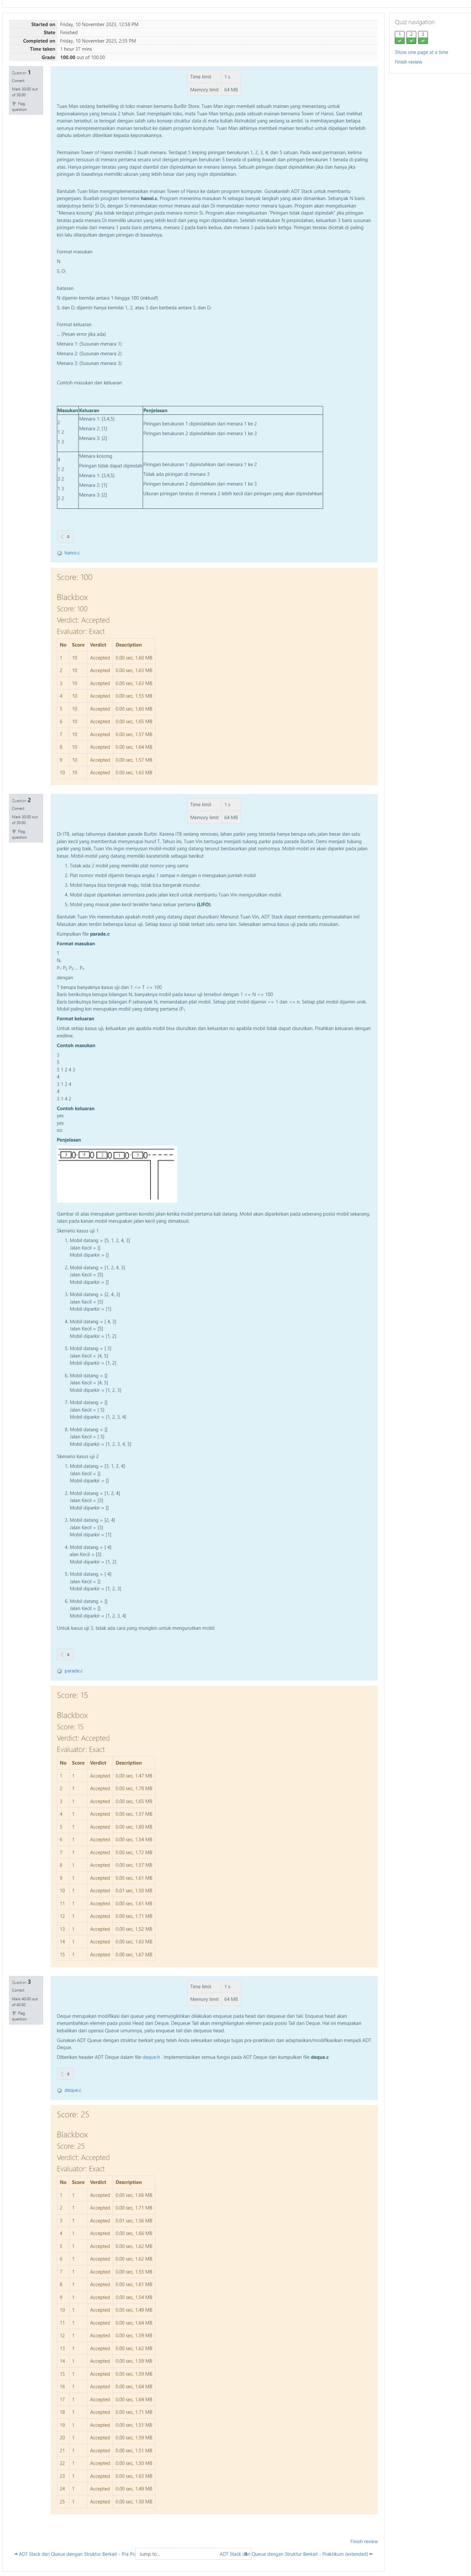 Started on Friday, 10 November 2023, 12:58 PM
State Finished
Completed on Friday, 10 November 2023, 2:35 PM
Time taken 1 hour 37 mins
Grade 100.00 out of 100.00
Quiz navigation
1 2 3
Show one page at a time
Finish review
Question 1
Correct
Mark 30.00 out of 30.00
Flag question
Time limit 1 s
Memory limit 64 MB
Tuan Man sedang berkeliling di toko mainan bernama BurBir Store. Tuan Man ingin membeli sebuah mainan yang menantang untuk
keponakannya yang berusia 2 tahun. Saat menjelajahi toko, mata Tuan Man tertuju pada sebuah mainan bernama Tower of Hanoi. Saat melihat
mainan tersebut, ia teringat dengan salah satu konsep struktur data di mata kuliah Alstrukdat yang sedang ia ambil. Ia membayangkan betapa
serunya merepresentasikan mainan tersebut ke dalam program komputer. Tuan Man akhirnya membeli mainan tersebut untuk dipelajari terlebih
dahulu sebelum diberikan kepada keponakannya.
Permainan Tower of Hanoi memiliki 3 buah menara. Terdapat 5 keping piringan berukuran 1, 2, 3, 4, dan 5 satuan. Pada awal permainan, kelima
piringan tersusun di menara pertama secara urut dengan piringan berukuran 5 berada di paling bawah dan piringan berukuran 1 berada di paling
atas. Hanya piringan teratas yang dapat diambil dan dipindahkan ke menara lainnya. Sebuah piringan dapat dipindahkan jika dan hanya jika
piringan di bawahnya memiliki ukuran yang lebih besar dari yang ingin dipindahkan.
Bantulah Tuan Man mengimplementasikan mainan Tower of Hanoi ke dalam program komputer. Gunakanlah ADT Stack untuk membantu
pengerjaan. Buatlah program bernama hanoi.c. Program menerima masukan N sebagai banyak langkah yang akan dimainkan. Sebanyak N baris
selanjutnya berisi Si Di, dengan Si menandakan nomor menara asal dan Di menandakan nomor menara tujuan. Program akan mengeluarkan
"Menara kosong" jika tidak terdapat piringan pada menara nomor Si. Program akan mengeluarkan "Piringan tidak dapat dipindah" jika piringan
teratas pada menara Di memiliki ukuran yang lebih kecil dari yang ingin dipindahkan. Setelah melakukan N perpindahan, keluarkan 3 baris susunan
piringan mulai dari menara 1 pada baris pertama, menara 2 pada baris kedua, dan menara 3 pada baris ketiga. Piringan teratas dicetak di paling
kiri lalu dilanjutkan dengan piringan di bawahnya.
Format masukan
N
Si Di
batasan
N dijamin bernilai antara 1 hingga 100 (inklusif)
Si dan Di dijamin hanya bernilai 1, 2, atau 3 dan berbeda antara Si dan Di
Format keluaran
... (Pesan error jika ada)
Menara 1: (Susunan menara 1)
Menara 2: (Susunan menara 2)
Menara 3: (Susunan menara 3)
Contoh masukan dan keluaran:
Masukan Keluaran Penjelasan
2
1 2
1 3
Menara 1: [3,4,5]
Menara 2: [1]
Menara 3: [2]
Piringan berukuran 1 dipindahkan dari menara 1 ke 2
Piringan berukuran 2 dipindahkan dari menara 1 ke 3
4
1 2
3 2
1 3
3 2
Menara kosong
Piringan tidak dapat dipindah
Menara 1: [3,4,5]
Menara 2: [1]
Menara 3: [2]
Piringan berukuran 1 dipindahkan dari menara 1 ke 2
Tidak ada piringan di menara 3
Piringan berukuran 2 dipindahkan dari menara 1 ke 3
Ukuran piringan teratas di menara 2 lebih kecil dari piringan yang akan dipindahkan
C
hanoi.c
Score: 100
Blackbox
Score: 100
Verdict: Accepted
Evaluator: Exact
No Score Verdict Description
1 10 Accepted 0.00 sec, 1.60 MB
2 10 Accepted 0.00 sec, 1.63 MB
3 10 Accepted 0.00 sec, 1.63 MB
4 10 Accepted 0.00 sec, 1.55 MB
5 10 Accepted 0.00 sec, 1.60 MB
6 10 Accepted 0.00 sec, 1.65 MB
7 10 Accepted 0.00 sec, 1.57 MB
8 10 Accepted 0.00 sec, 1.64 MB
9 10 Accepted 0.00 sec, 1.57 MB
10 10 Accepted 0.00 sec, 1.63 MB
Question 2
Correct
Mark 30.00 out of 30.00
Flag question
Time limit 1 s
Memory limit 64 MB
Di ITB, setiap tahunnya diadakan parade Burbir. Karena ITB sedang renovasi, lahan parkir yang tersedia hanya berupa satu jalan besar dan satu
jalan kecil yang membentuk menyerupai huruf T. Tahun ini, Tuan Vin bertugas menjadi tukang parkir pada parade Burbir. Demi menjadi tukang
parkir yang baik, Tuan Vin ingin menyusun mobil-mobil yang datang terurut berdasarkan plat nomornya. Mobil-mobil ini akan diparkir pada jalan
besar. Mobil-mobil yang datang memiliki karakteristik sebagai berikut
1. Tidak ada 2 mobil yang memiliki plat nomor yang sama
2. Plat nomor mobil dijamin berupa angka 1 sampai n dengan n merupakan jumlah mobil
3. Mobil hanya bisa bergerak maju, tidak bisa bergerak mundur.
4. Mobil dapat diparkirkan sementara pada jalan kecil untuk membantu Tuan Vin mengurutkan mobil.
5. Mobil yang masuk jalan kecil terakhir harus keluar pertama (LIFO).
Bantulah Tuan Vin menentukan apakah mobil yang datang dapat diurutkan! Menurut Tuan Vin, ADT Stack dapat membantu permasalahan ini!
Masukan akan terdiri beberapa kasus uji. Setiap kasus uji tidak terkait satu sama lain. Selesaikan semua kasus uji pada satu masukan.
Kumpulkan file parade.c
Format masukan
T
N
P₁ P₂ P₃ ... Pₙ
dengan
T berupa banyaknya kasus uji dan 1 <= T <= 100
Baris berikutnya berupa bilangan N, banyaknya mobil pada kasus uji tersebut dengan 1 <= N <= 100
Baris berikutnya berupa bilangan P sebanyak N, menandakan plat mobil. Setiap plat mobil dijamin >= 1 dan <= n. Setiap plat mobil dijamin unik.
Format keluaran
Untuk setiap kasus uji, keluarkan yes apabila mobil bisa diurutkan dan keluarkan no apabila mobil tidak dapat diurutkan. Pisahkan keluaran dengan
endline.
Contoh masukan
3
5
5 1 2 4 3
4
3 1 2 4
4
3 1 4 2
Contoh keluaran
yes
yes
no
Penjelasan
3 4 2 1 5
Gambar di atas merupakan gambaran kondisi jalan ketika mobil pertama kali datang. Mobil akan diparkirkan pada seberang posisi mobil sekarang.
Jalan pada kanan mobil merupakan jalan kecil yang dimaksud.
Skenario kasus uji 1
1. Mobil datang = [5, 1, 2, 4, 3]
Jalan Kecil = []
Mobil diparkir = []
2. Mobil datang = [1, 2, 4, 3]
Jalan Kecil = [5]
Mobil diparkir = []
3. Mobil datang = [2, 4, 3]
Jalan Kecil = [5]
Mobil diparkir = [1]
4. Mobil datang = [ 4, 3]
Jalan Kecil = [5]
Mobil diparkir = [1, 2]
5. Mobil datang = [ 3]
Jalan Kecil = [4, 5]
Mobil diparkir = [1, 2]
6. Mobil datang = []
Jalan Kecil = [4, 5]
Mobil diparkir = [1, 2, 3]
7. Mobil datang = []
Jalan Kecil = [ 5]
Mobil diparkir = [1, 2, 3, 4]
8. Mobil datang = []
Jalan Kecil = [ 5]
Mobil diparkir = [1, 2, 3, 4, 5]
Skenario kasus uji 2
1. Mobil datang = [3, 1, 2, 4]
Jalan Kecil = []
Mobil diparkir = []
2. Mobil datang = [1, 2, 4]
Jalan Kecil = [3]
Mobil diparkir = []
3. Mobil datang = [2, 4]
Jalan Kecil = [3]
Mobil diparkir = [1]
4. Mobil datang = [ 4]
alan Kecil = [3]
Mobil diparkir = [1, 2]
5. Mobil datang = [ 4]
Jalan Kecil = []
Mobil diparkir = [1, 2, 3]
6. Mobil datang = []
Jalan Kecil = []
Mobil diparkir = [1, 2, 3, 4]
Untuk kasus uji 3, tidak ada cara yang mungkin untuk mengurutkan mobil
C
parade.c
Score: 15
Blackbox
Score: 15
Verdict: Accepted
Evaluator: Exact
No Score Verdict Description
1 1 Accepted 0.00 sec, 1.47 MB
2 1 Accepted 0.00 sec, 1.78 MB
3 1 Accepted 0.00 sec, 1.65 MB
4 1 Accepted 0.00 sec, 1.57 MB
5 1 Accepted 0.00 sec, 1.60 MB
6 1 Accepted 0.00 sec, 1.54 MB
7 1 Accepted 0.00 sec, 1.72 MB
8 1 Accepted 0.00 sec, 1.57 MB
9 1 Accepted 0.00 sec, 1.61 MB
10 1 Accepted 0.01 sec, 1.50 MB
11 1 Accepted 0.00 sec, 1.61 MB
12 1 Accepted 0.00 sec, 1.71 MB
13 1 Accepted 0.00 sec, 1.52 MB
14 1 Accepted 0.00 sec, 1.63 MB
15 1 Accepted 0.00 sec, 1.67 MB
Question 3
Correct
Mark 40.00 out of 40.00
Flag question
Time limit 1 s
Memory limit 64 MB
Deque merupakan modifikasi dari queue yang memungkinkan dilakukan enqueue pada head dan dequeue dari tail. Enqueue head akan
menambahkan elemen pada posisi Head dari Deque. Dequeue Tail akan menghilangkan elemen pada posisi Tail dari Deque. Hal ini merupakan
kebalikan dari operasi Queue umumnya, yaitu enqueue tail dan dequeue head.
Gunakan ADT Queue dengan struktur berkait yang telah Anda selesaikan sebagai tugas pra-praktikum dan adaptasikan/modifikasikan menjadi ADT
Deque.
Diberikan header ADT Deque dalam file deque.h . Implementasikan semua fungsi pada ADT Deque dan kumpulkan file deque.c
C
deque.c
Score: 25
Blackbox
Score: 25
Verdict: Accepted
Evaluator: Exact
No Score Verdict Description
1 1 Accepted 0.00 sec, 1.66 MB
2 1 Accepted 0.00 sec, 1.71 MB
3 1 Accepted 0.01 sec, 1.56 MB
4 1 Accepted 0.00 sec, 1.66 MB
5 1 Accepted 0.00 sec, 1.62 MB
6 1 Accepted 0.00 sec, 1.62 MB
7 1 Accepted 0.00 sec, 1.55 MB
8 1 Accepted 0.00 sec, 1.61 MB
9 1 Accepted 0.00 sec, 1.54 MB
10 1 Accepted 0.00 sec, 1.49 MB
11 1 Accepted 0.00 sec, 1.64 MB
12 1 Accepted 0.00 sec, 1.59 MB
13 1 Accepted 0.00 sec, 1.62 MB
14 1 Accepted 0.00 sec, 1.59 MB
15 1 Accepted 0.00 sec, 1.59 MB
16 1 Accepted 0.00 sec, 1.64 MB
17 1 Accepted 0.00 sec, 1.64 MB
18 1 Accepted 0.00 sec, 1.71 MB
19 1 Accepted 0.00 sec, 1.51 MB
20 1 Accepted 0.00 sec, 1.59 MB
21 1 Accepted 0.00 sec, 1.51 MB
22 1 Accepted 0.00 sec, 1.50 MB
23 1 Accepted 0.00 sec, 1.63 MB
24 1 Accepted 0.00 sec, 1.49 MB
25 1 Accepted 0.00 sec, 1.50 MB
Finish review
ADT Stack dan Queue dengan Struktur Berkait - Pra
Jump to...
ADT Stack dan Queue dengan Struktur Berkait - Praktikum (extended)